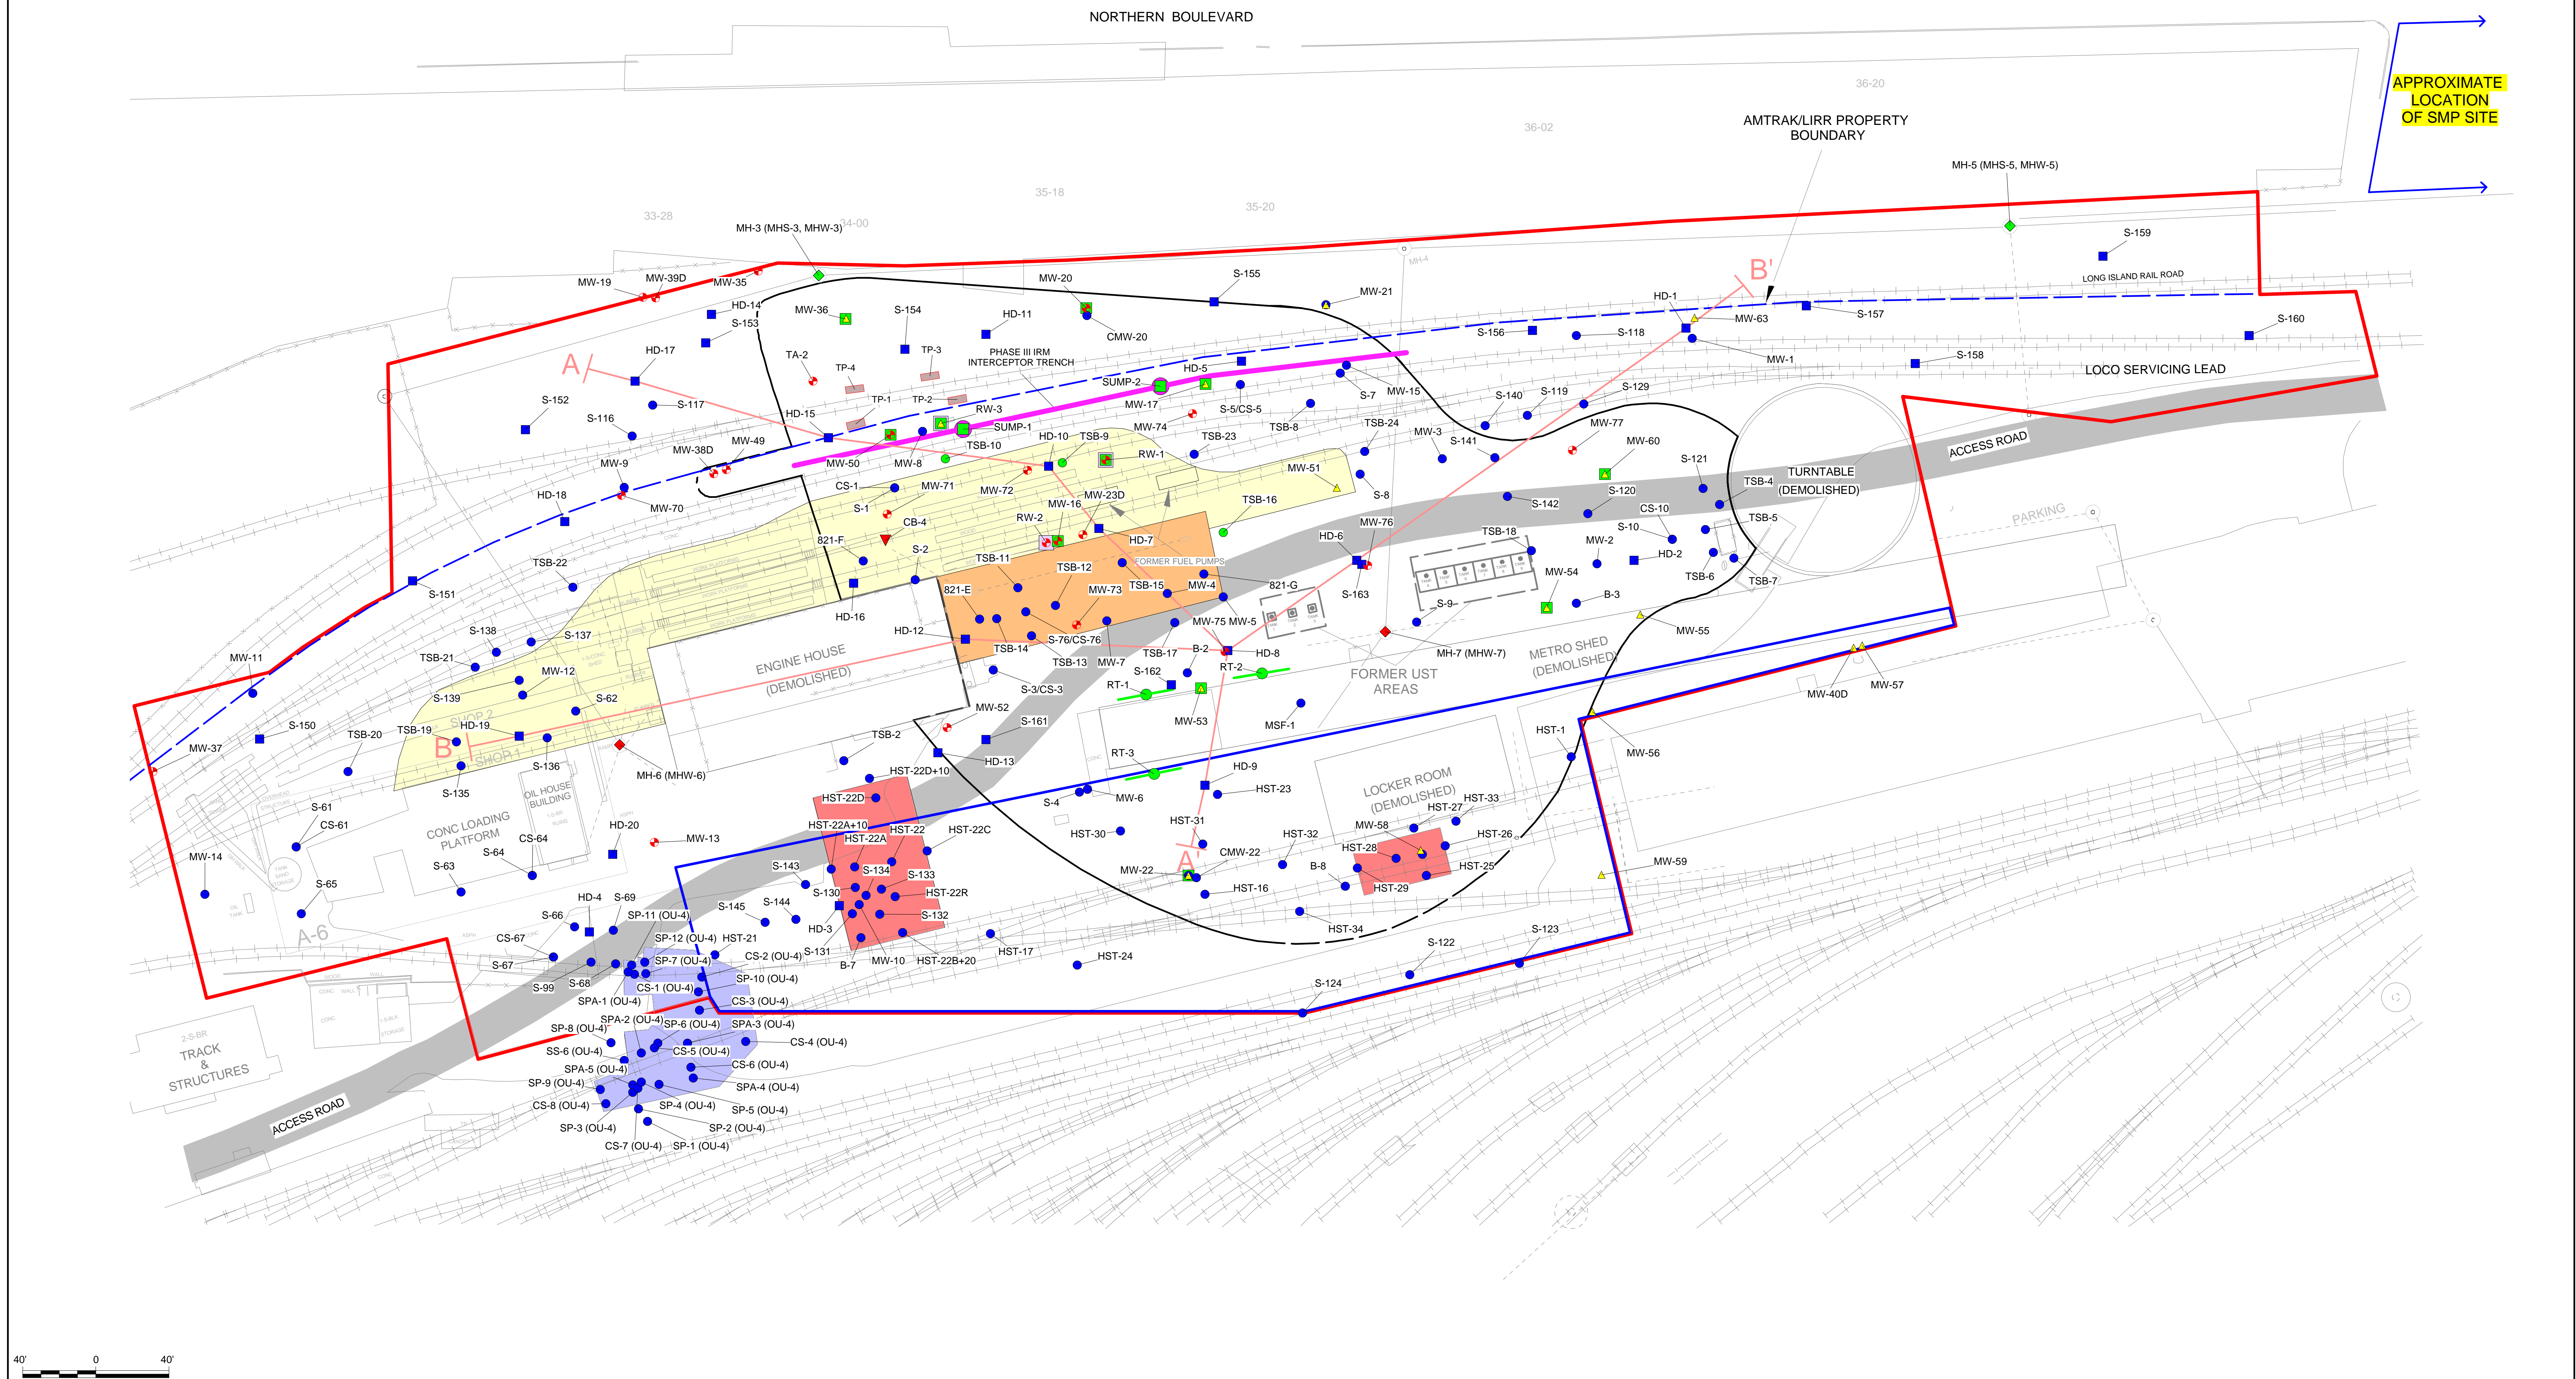 NORTHERN BOULEVARD
APPROXIMATE
LOCATION
OF SMP SITE
36-20
36-02
35-18
35-20
33-28
34-00
AMTRAK/LIRR PROPERTY
BOUNDARY
MH-5 (MHS-5, MHW-5)
MH-3 (MHS-3, MHW-3)
S-159
LONG ISLAND RAIL ROAD
MH-4
B'
MW-19
MW-39D
MW-35
MW-20
S-155
MW-21
HD-1
MW-63
S-157
S-160
HD-14
S-153
MW-36
S-154
HD-11
CMW-20
S-156
S-118
MW-1
S-158
LOCO SERVICING LEAD
A
HD-17
TA-2
TP-4
TP-3
PHASE III IRM
INTERCEPTOR TRENCH
SUMP-2
HD-5
MW-17
S-5/CS-5
S-7
MW-15
S-140
S-119
S-129
S-152
S-116
S-117
HD-15
TP-1
TP-2
RW-3
SUMP-1
TSB-10
HD-10
TSB-9
MW-74
TSB-23
TSB-8
TSB-24
MW-3
S-141
MW-77
MW-60
ACCESS ROAD
MW-38D
MW-49
MW-50
MW-8
RW-1
MW-9
MW-70
HD-18
CS-1
S-1
MW-71
MW-72
MW-23D
MW-16
RW-2
MW-51
S-8
TSB-16
S-142
S-120
S-121
CS-10
S-10
TURNTABLE
(DEMOLISHED)
TSB-4
TSB-5
PARKING
CB-4
821-F
S-2
HD-7
FORMER FUEL PUMPS
MW-76
HD-6
TSB-18
MW-2
HD-2
TSB-6
TSB-7
TSB-22
S-151
TSB-11
TSB-12
TSB-15
MW-4
821-G
S-163
MW-54
B-3
821-E
HD-16
HD-12
MW-73
S-76/CS-76
TSB-14
TSB-13
MW-7
TSB-17
MW-75
MW-5
S-9
MW-55
S-138
S-137
TSB-21
MW-11
MW-12
S-139
S-62
ENGINE HOUSE
(DEMOLISHED)
S-3/CS-3
B-2
S-162
HD-8
RT-2
RT-1
MH-7 (MHW-7)
FORMER UST
AREAS
METRO SHED
(DEMOLISHED)
MW-40D
MW-57
SHOP 2
SHOP 1
S-150
TSB-20
TSB-19
HD-19
B
S-136
S-135
MH-6 (MHW-6)
MW-52
S-161
MW-53
MSF-1
MW-56
HST-1
MW-37
TSB-2
HD-13
RT-3
HD-9
HST-22D+10
HST-22D
S-4
MW-6
HST-23
LOCKER ROOM
(DEMOLISHED)
OIL HOUSE
BUILDING
CONC LOADING
PLATFORM
S-61
CS-61
CS-64
S-64
S-63
HD-20
MW-13
MW-14
S-65
HST-22A+10
HST-22
HST-22A
HST-22C
HST-30
HST-31
A'
HST-32
MW-58
HST-27
HST-33
HST-26
HST-28
HST-25
HST-29
MW-59
S-143
S-134
S-133
S-130
HST-22R
MW-22
CMW-22
B-8
HST-16
A-6
S-66
HD-4
S-69
S-145
S-144
HD-3
S-132
HST-34
CS-67
S-67
SP-11 (OU-4)
SP-12 (OU-4)
HST-21
S-131
B-7
MW-10
HST-22B+20
HST-17
HST-24
S-122
S-123
S-124
SP-7 (OU-4)
CS-2 (OU-4)
SP-10 (OU-4)
S-99
S-68
CS-1 (OU-4)
SPA-1 (OU-4)
CS-3 (OU-4)
SPA-2 (OU-4)
SP-8 (OU-4)
SP-6 (OU-4)
SPA-3 (OU-4)
CS-4 (OU-4)
SS-6 (OU-4)
CS-5 (OU-4)
SPA-5 (OU-4)
CS-6 (OU-4)
SP-9 (OU-4)
SPA-4 (OU-4)
CS-8 (OU-4)
SP-4 (OU-4)
SP-5 (OU-4)
SP-3 (OU-4)
SP-2 (OU-4)
CS-7 (OU-4)
SP-1 (OU-4)
2-S-BR
TRACK
&
STRUCTURES
ACCESS ROAD
40' 0 40'